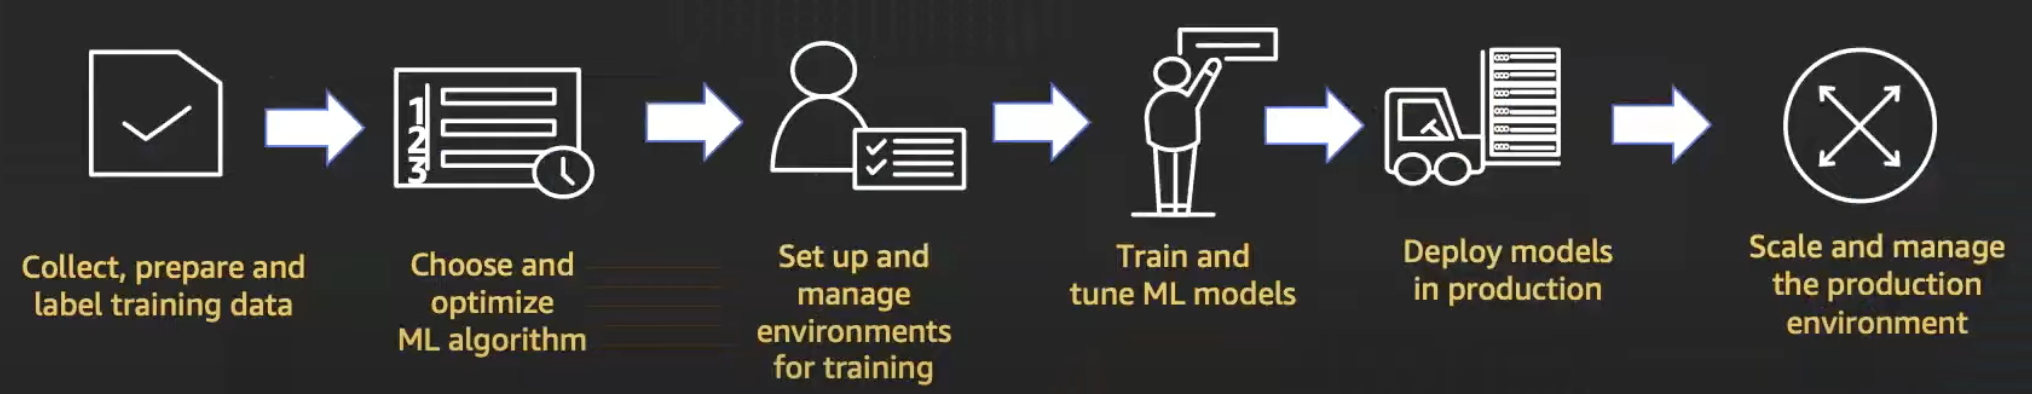 Collect, prepare and
label training data
1
2
3
Choose and
optimize
ML algorithm
Set up and
manage
environments
for training
Train and
tune ML models
Deploy models
in production
Scale and manage
the production
environment